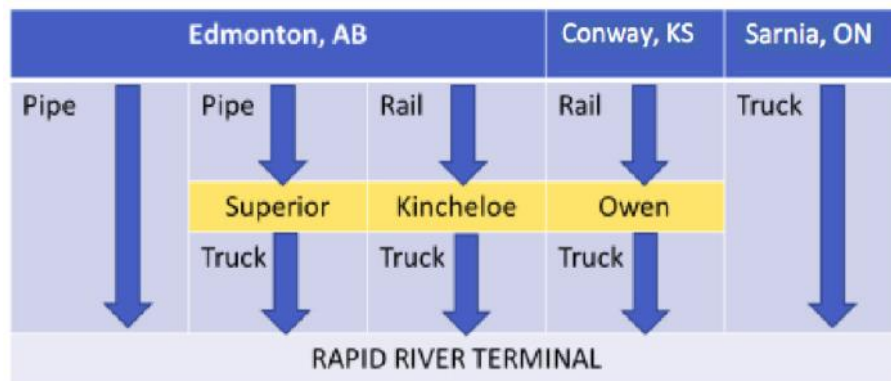 Edmonton, AB Conway, KS Sarnia, ON
Pipe Pipe Rail Rail Truck
Superior Kincheloe Owen
Truck Truck Truck
RAPID RIVER TERMINAL